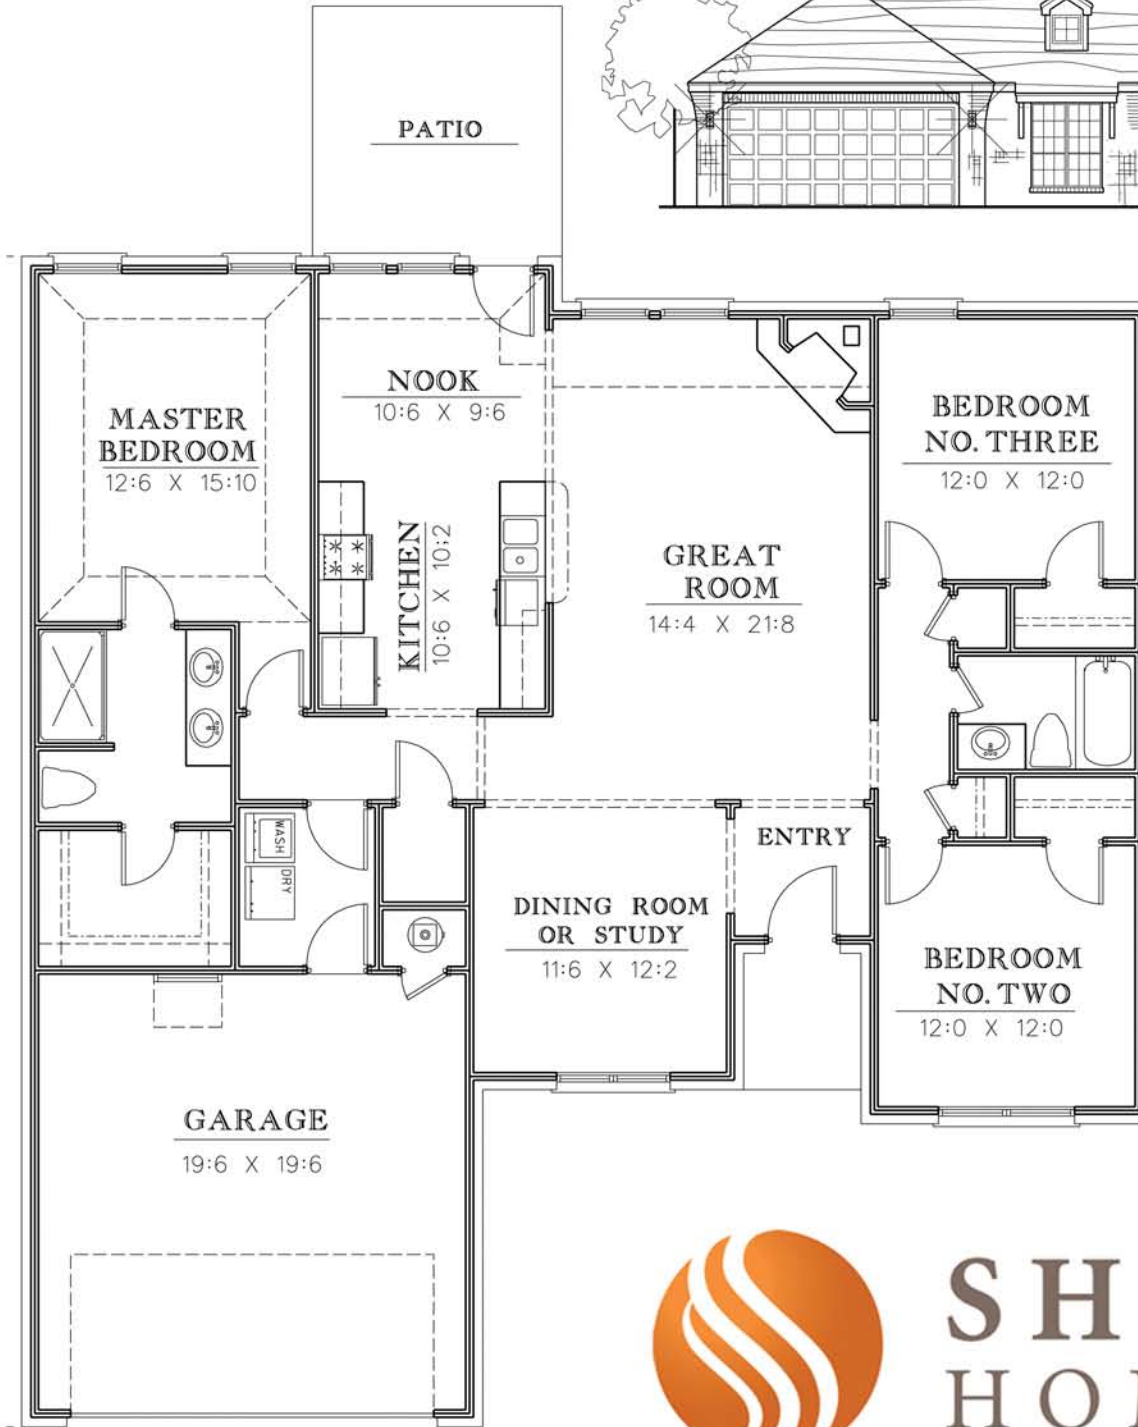 PATIO
NOOK
10:6 X 9:6
MASTER
BEDROOM
12:6 X 15:10
BEDROOM
NO. THREE
12:0 X 12:0
KITCHEN
10:6 X 10:2
GREAT
ROOM
14:4 X 21:8
WASH
DRY
ENTRY
DINING ROOM
OR STUDY
11:6 X 12:2
BEDROOM
NO. TWO
12:0 X 12:0
GARAGE
19:6 X 19:6
SH
HO